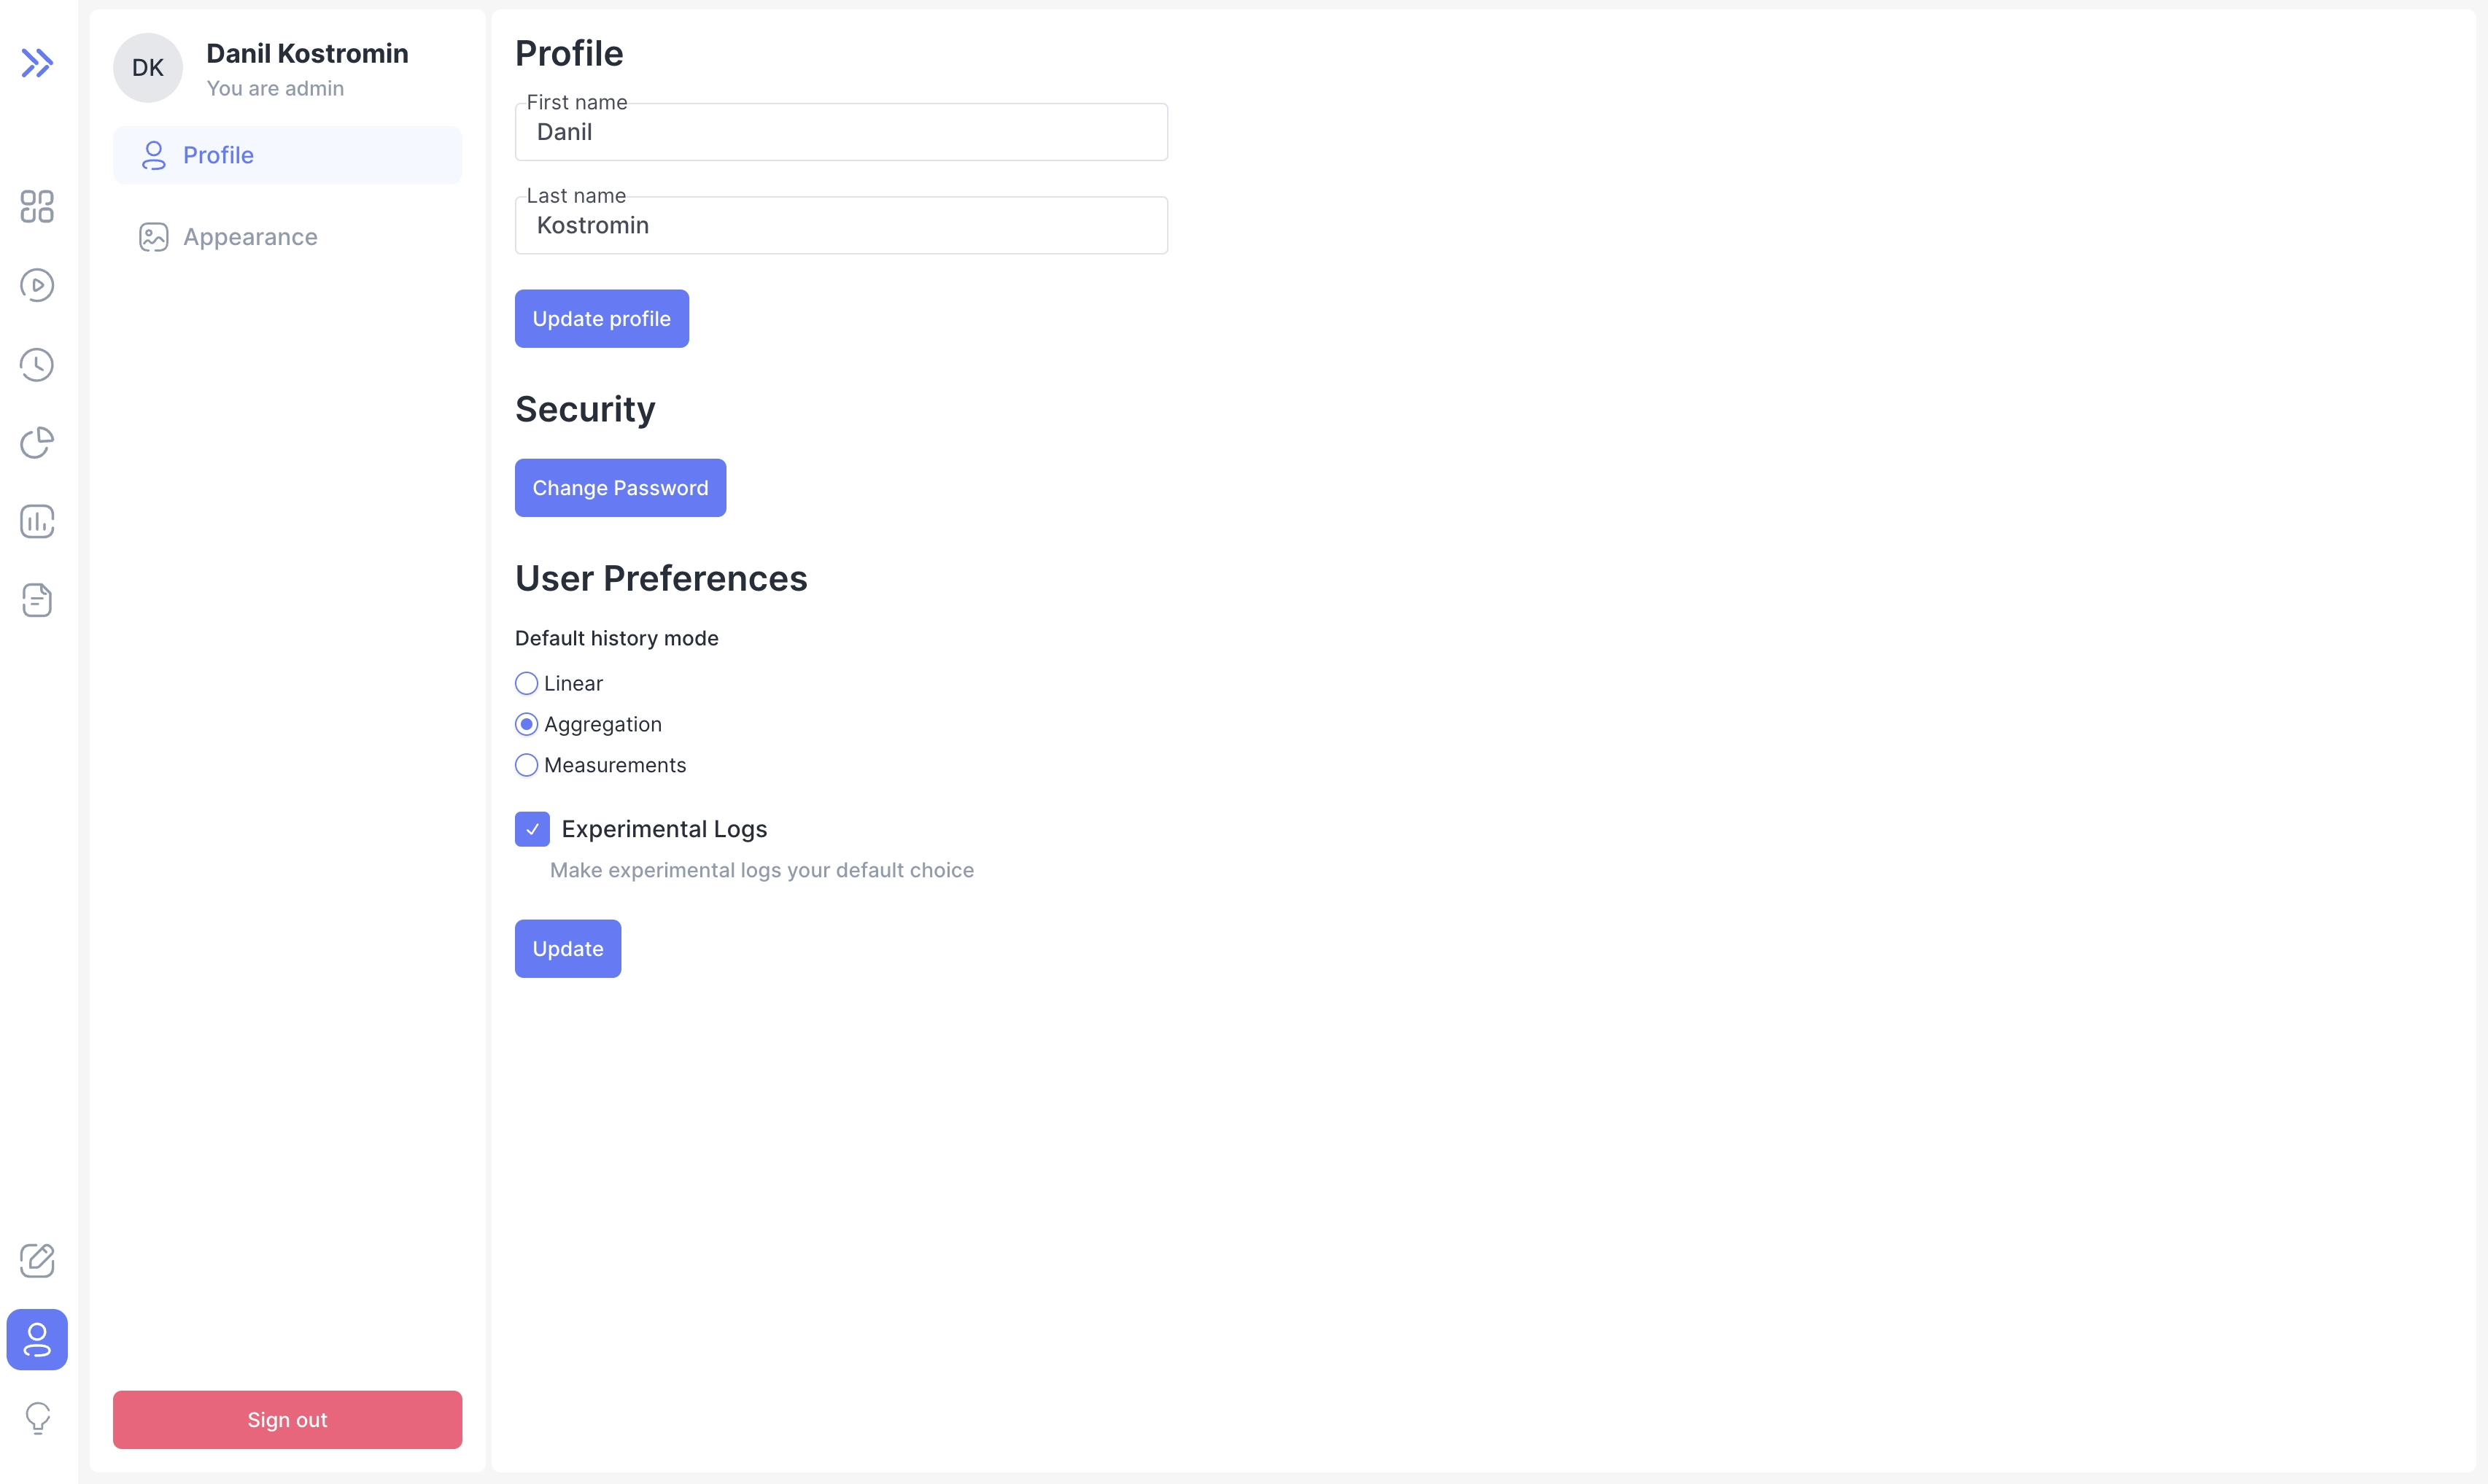 DK
Danil Kostromin
You are admin
Profile
Appearance
Sign out
Profile
First name
Danil
Last name
Kostromin
Update profile
Security
Change Password
User Preferences
Default history mode
Linear
Aggregation
Measurements
Experimental Logs
Make experimental logs your default choice
Update